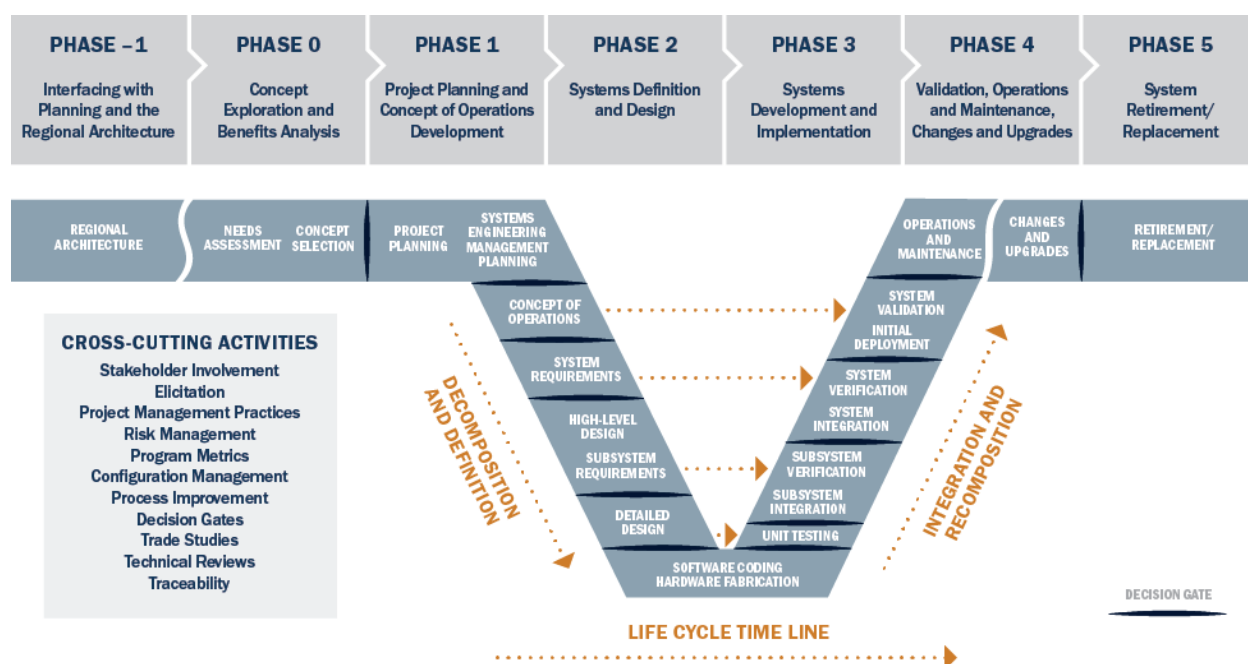 PHASE –1
Interfacing with
Planning and the
Regional Architecture
PHASE 0
Concept
Exploration and
Benefits Analysis
PHASE 1
Project Planning and
Concept of Operations
Development
PHASE 2
Systems Definition
and Design
PHASE 3
Systems
Development and
Implementation
PHASE 4
Validation, Operations
and Maintenance,
Changes and Upgrades
PHASE 5
System
Retirement/
Replacement
REGIONAL
ARCHITECTURE
NEEDS
ASSESSMENT
CONCEPT
SELECTION
PROJECT
PLANNING
SYSTEMS
ENGINEERING
MANAGEMENT
PLANNING
CONCEPT OF
OPERATIONS
SYSTEM
REQUIREMENTS
HIGH-LEVEL
DESIGN
SUBSYSTEM
REQUIREMENTS
DETAILED
DESIGN
SOFTWARE CODING
HARDWARE FABRICATION
UNIT TESTING
SUBSYSTEM
INTEGRATION
SUBSYSTEM
VERIFICATION
SYSTEM
INTEGRATION
SYSTEM
VERIFICATION
INITIAL
DEPLOYMENT
SYSTEM
VALIDATION
OPERATIONS
AND
MAINTENANCE
CHANGES
AND
UPGRADES
RETIREMENT/
REPLACEMENT
CROSS-CUTTING ACTIVITIES
Stakeholder Involvement
Elicitation
Project Management Practices
Risk Management
Program Metrics
Configuration Management
Process Improvement
Decision Gates
Trade Studies
Technical Reviews
Traceability
DECOMPOSITION
AND DEFINITION
INTEGRATION AND
RECOMPOSITION
DECISION GATE
LIFE CYCLE TIME LINE